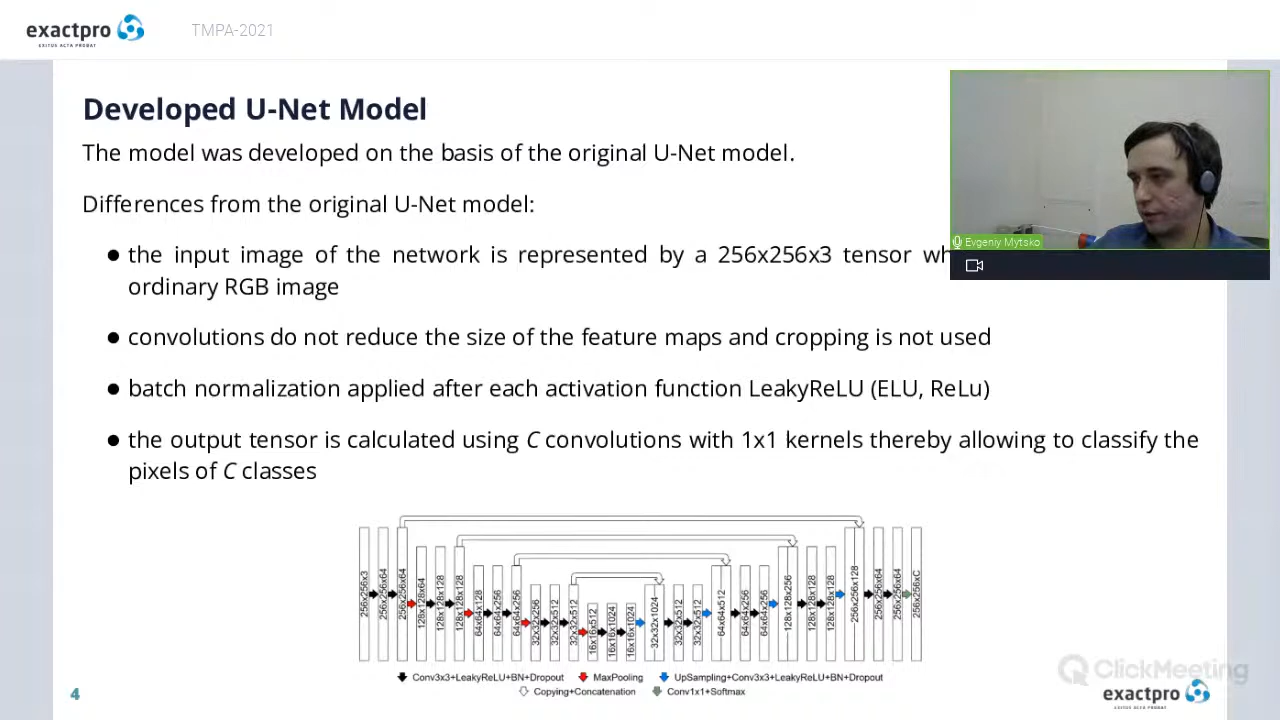 exactpro
EXITUS ACTA PROBAT
TMPA-2021
Developed U-Net Model
The model was developed on the basis of the original U-Net model.
Differences from the original U-Net model:
● the input image of the network is represented by a 256x256x3 tensor wh
ordinary RGB image
● convolutions do not reduce the size of the feature maps and cropping is not used
● batch normalization applied after each activation function LeakyReLU (ELU, ReLu)
● the output tensor is calculated using C convolutions with 1x1 kernels thereby allowing to classify the
pixels of C classes
Evgeniy Mytsko
256x256x3
256x256x64
256x256x64
128x128x64
128x128x128
128x128x128
64x64x128
64x64x256
64x64x256
32x32x256
32x32x512
32x32x512
16x16x512
16x16x1024
16x16x1024
32x32x1024
32x32x512
32x32x512
64x64x512
64x64x256
64x64x256
128x128x256
128x128x128
128x128x128
256x256x128
256x256x64
256x256x64
256x256xC
Conv3x3+LeakyReLU+BN+Dropout
MaxPooling
UpSampling+Conv3x3+LeakyReLU+BN+Dropout
Copying+Concatenation
Conv1x1+Softmax
4
ClickMeeting
exactpro
EXITUS ACTA PROBAT